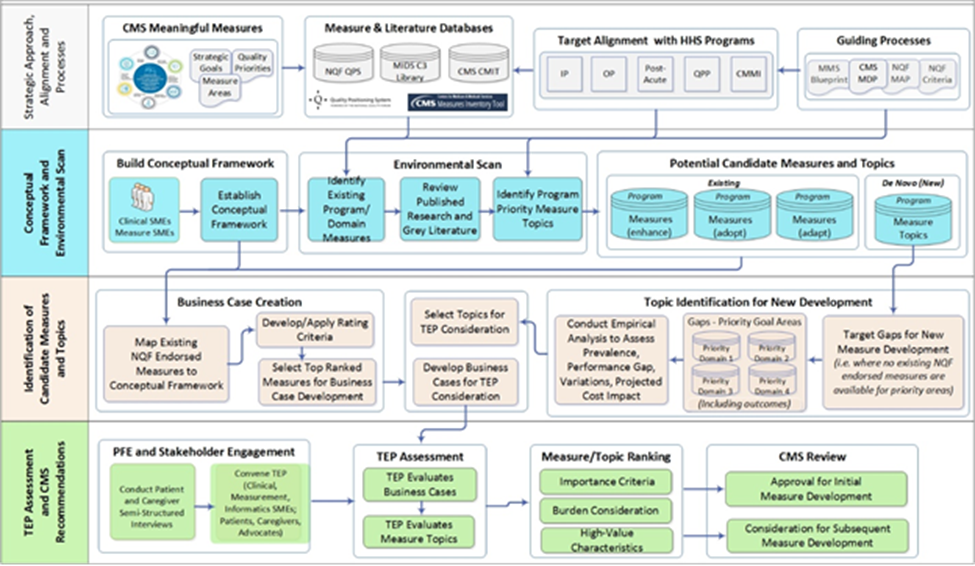 Strategic Approach,
Alignment and
Processes
CMS Meaningful Measures
Strategic
Goals
Quality
Priorities
Measure
Areas
Measure & Literature Databases
NQF QPS
MIDS C3
Library
CMS CMIT
Quality Positioning System
CMS Measures Inventory Tool
Target Alignment with HHS Programs
IP
OP
Post-
Acute
QPP
CMMI
Guiding Processes
MMS
Blueprint
CMS
MDP
NQF
MAP
NQF
Criteria
Conceptual
Framework and
Environmental Scan
Build Conceptual Framework
Clinical SMEs
Measure SMEs
Establish
Conceptual
Framework
Environmental Scan
Identify
Existing
Program/
Domain
Measures
Review
Published
Research and
Grey Literature
Identify Program
Priority Measure
Topics
Potential Candidate Measures and Topics
Existing
Program
Measures
(enhance)
Program
Measures
(adopt)
Program
Measures
(adapt)
De Novo (New)
Program
Measure
Topics
Identification of
Candidate Measures
and Topics
Business Case Creation
Map Existing
NQF Endorsed
Measures to
Conceptual Framework
Develop/Apply Rating
Criteria
Select Top Ranked
Measures for Business
Case Development
Select Topics for
TEP Consideration
Develop Business
Cases for TEP
Consideration
Topic Identification for New Development
Conduct Empirical
Analysis to Assess
Prevalence,
Performance Gap,
Variations, Projected
Cost Impact
Gaps - Priority Goal Areas
Priority
Domain 1
Priority
Domain 2
Priority
Domain 3
Priority
Domain 4
(Including outcomes)
Target Gaps for New
Measure Development
(i.e. where no existing NQF
endorsed measures are
available for priority areas)
TEP Assessment
and CMS
Recommendations
PFE and Stakeholder Engagement
Conduct Patient
and Caregiver
Semi-Structured
Interviews
Convene TEP
(Clinical,
Measurement,
Informatics SMEs;
Patients, Caregivers,
Advocates)
TEP Assessment
TEP Evaluates
Business Cases
TEP Evaluates
Measure Topics
Measure/Topic Ranking
Importance Criteria
Burden Consideration
High-Value
Characteristics
CMS Review
Approval for Initial
Measure Development
Consideration for Subsequent
Measure Development